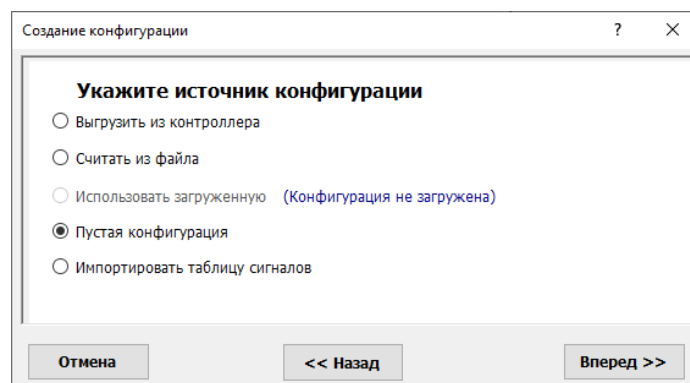 Создание конфигурации
?
Укажите источник конфигурации
Выгрузить из контроллера
Считать из файла
Использовать загруженную (Конфигурация не загружена)
Пустая конфигурация
Импортировать таблицу сигналов
Отмена << Назад Вперед >>